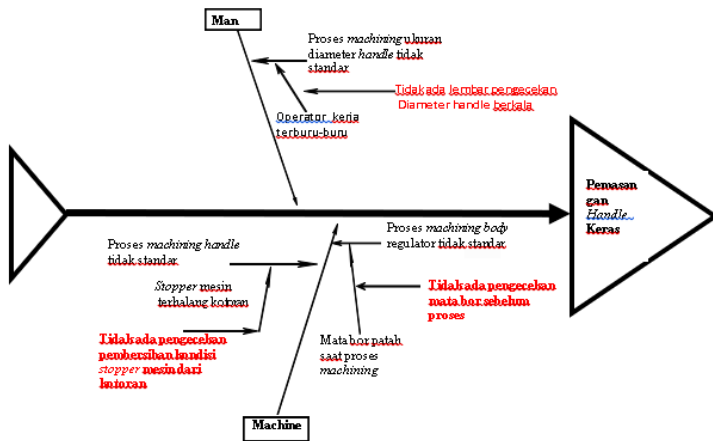 Man
Proses machining ukuran
diameter handle tidak
standar
Tidak ada lembar pengecekan
Diameter handle berkala
Operator kerja
terburu-buru
Pemasan
gan
Handle
Keras
Proses machining body
regulator tidak standar
Proses machining handle
tidak standar
Stopper mesin
terhalang kotoran
Tidak ada pengecekan
mata bor sebelum
proses
Tidak ada pengecekan
pembersihan kondisi
stopper mesin dari
kotoran
Mata bor patah
saat proses
machining
Machine